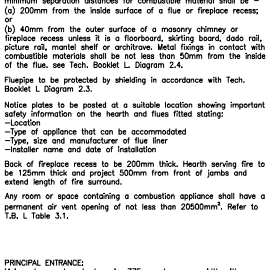 minimum separation distances for combustible material shall be —
(a) 200mm from the inside surface of a flue or fireplace recess;
or
(b) 40mm from the outer surface of a masonry chimney or
fireplace recess unless it is a floorboard, skirting board, dado rail,
picture rail, mantel shelf or architrave. Metal fixings in contact with
combustible materials shall be not less than 50mm from the inside
of the flue. see Tech. Booklet L. Diagram 2.4.
Fluepipe to be protected by shielding in accordance with Tech.
Booklet L Diagram 2.3.
Notice plates to be posted at a suitable location showing important
safety information on the hearth and flues fitted stating:
—Location
—Type of appliance that can be accommodated
—Type, size and manufacturer of flue liner
—Installer name and date of installation
Back of fireplace recess to be 200mm thick. Hearth serving fire to
be 125mm thick and project 500mm from front of jambs and
extend length of fire surround.
Any room or space containing a combustion appliance shall have a
permanent air vent opening of not less than 20500mm². Refer to
T.B. L Table 3.1.
PRINCIPAL ENTRANCE: